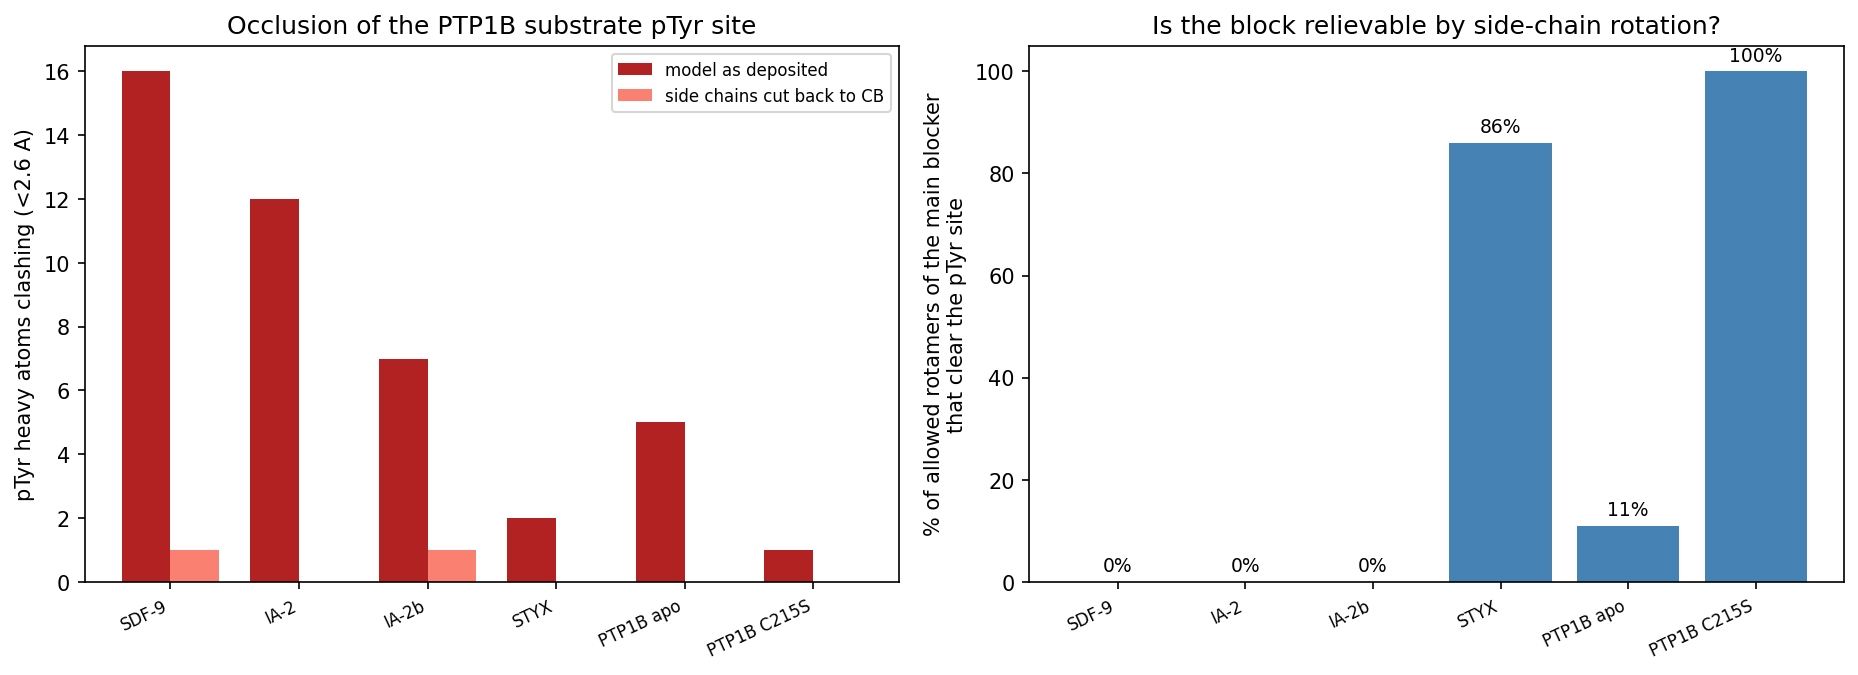 Occlusion of the PTP1B substrate pTyr site
pTyr heavy atoms clashing (<2.6 A)
16
14
12
10
8
6
4
2
0
model as deposited
side chains cut back to CB
SDF-9
IA-2
IA-2b
STYX
PTP1B apo
PTP1B C215S
Is the block relievable by side-chain rotation?
% of allowed rotamers of the main blocker
that clear the pTyr site
100
80
60
40
20
0
0%
0%
0%
86%
11%
100%
SDF-9
IA-2
IA-2b
STYX
PTP1B apo
PTP1B C215S